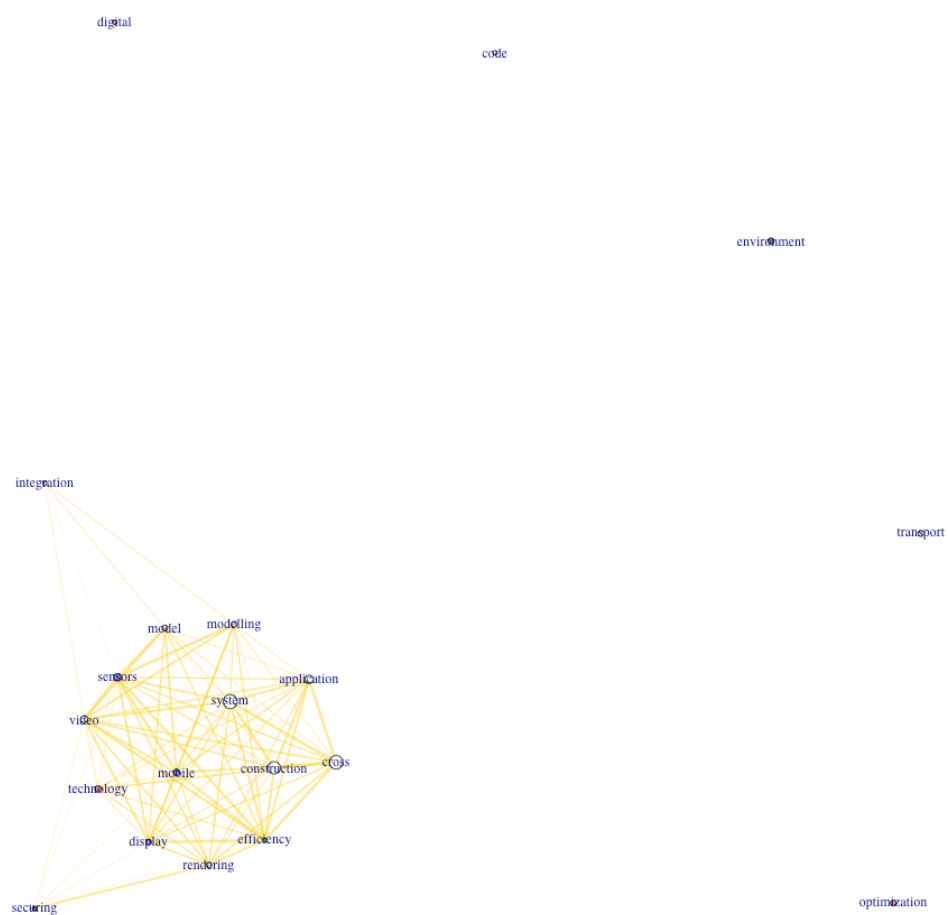 digital
code
environment
integration
transport
model
modelling
sensors
application
system
video
cross
construction
mobile
technology
efficiency
display
rendering
optimization
securing